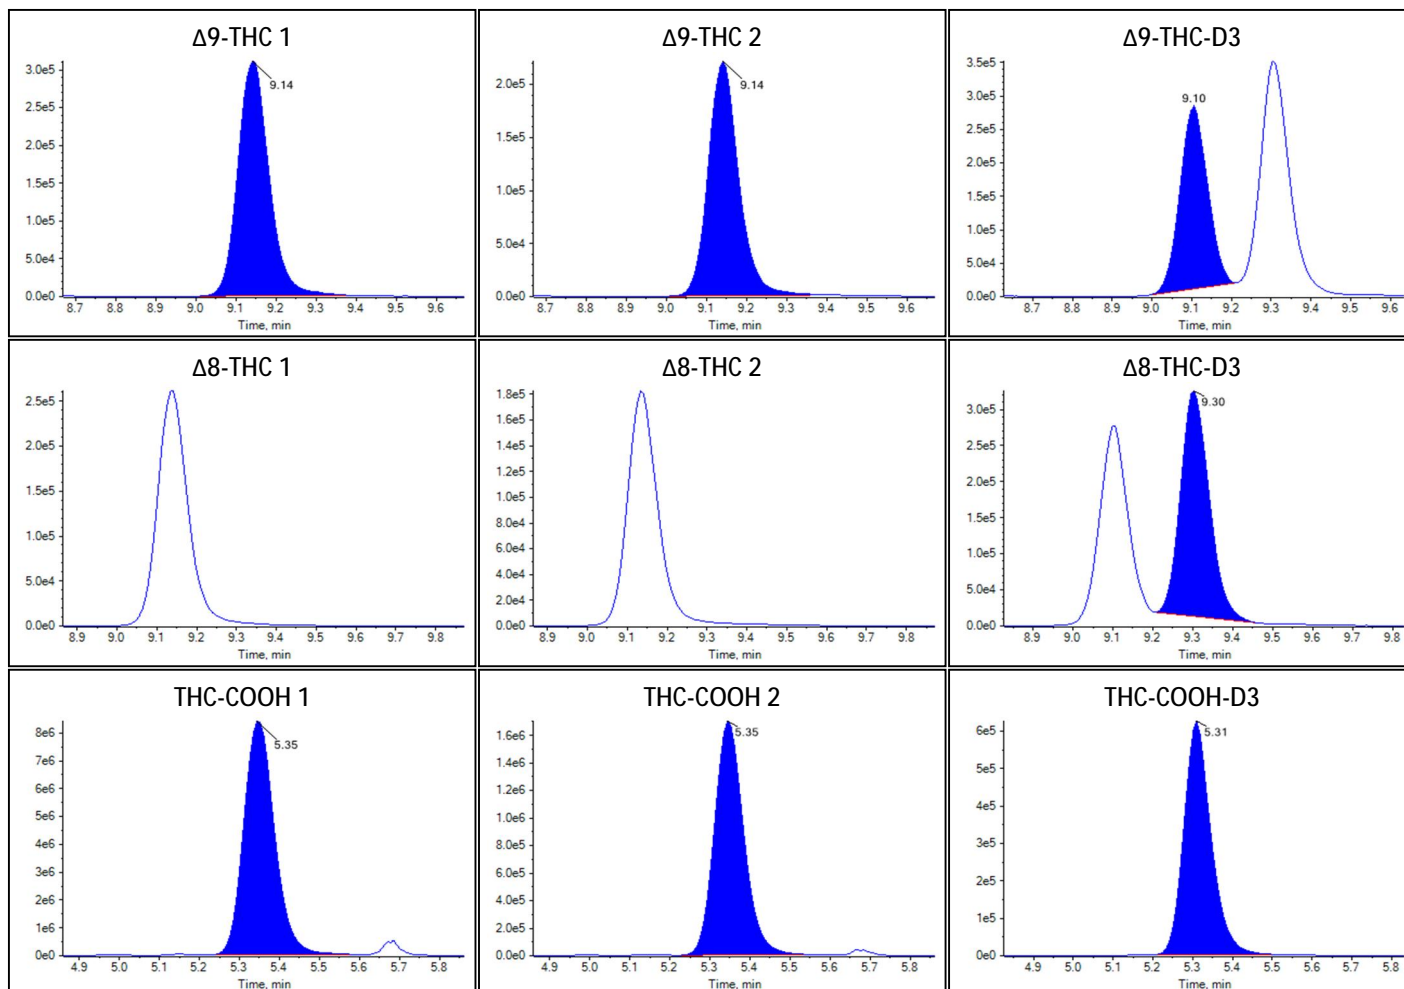 Δ9-THC 1
3.0e5
2.5e5
2.0e5
1.5e5
1.0e5
5.0e4
0.0e0
9.14
8.7 8.8 8.9 9.0 9.1 9.2 9.3 9.4 9.5 9.6
Time, min
Δ9-THC 2
2.0e5
1.5e5
1.0e5
5.0e4
0.0e0
9.14
8.7 8.8 8.9 9.0 9.1 9.2 9.3 9.4 9.5 9.6
Time, min
Δ9-THC-D3
3.5e5
3.0e5
2.5e5
2.0e5
1.5e5
1.0e5
5.0e4
0.0e0
9.10
8.7 8.8 8.9 9.0 9.1 9.2 9.3 9.4 9.5 9.6
Time, min
Δ8-THC 1
2.5e5
2.0e5
1.5e5
1.0e5
5.0e4
0.0e0
8.9 9.0 9.1 9.2 9.3 9.4 9.5 9.6 9.7 9.8
Time, min
Δ8-THC 2
1.8e5
1.6e5
1.4e5
1.2e5
1.0e5
8.0e4
6.0e4
4.0e4
2.0e4
0.0e0
8.9 9.0 9.1 9.2 9.3 9.4 9.5 9.6 9.7 9.8
Time, min
Δ8-THC-D3
3.0e5
2.5e5
2.0e5
1.5e5
1.0e5
5.0e4
0.0e0
9.30
8.9 9.0 9.1 9.2 9.3 9.4 9.5 9.6 9.7 9.8
Time, min
THC-COOH 1
8e6
7e6
6e6
5e6
4e6
3e6
2e6
1e6
0e0
5.35
4.9 5.0 5.1 5.2 5.3 5.4 5.5 5.6 5.7 5.8
Time, min
THC-COOH 2
1.6e6
1.4e6
1.2e6
1.0e6
8.0e5
6.0e5
4.0e5
2.0e5
0.0e0
5.35
4.9 5.0 5.1 5.2 5.3 5.4 5.5 5.6 5.7 5.8
Time, min
THC-COOH-D3
6e5
5e5
4e5
3e5
2e5
1e5
0e0
5.31
4.9 5.0 5.1 5.2 5.3 5.4 5.5 5.6 5.7 5.8
Time, min